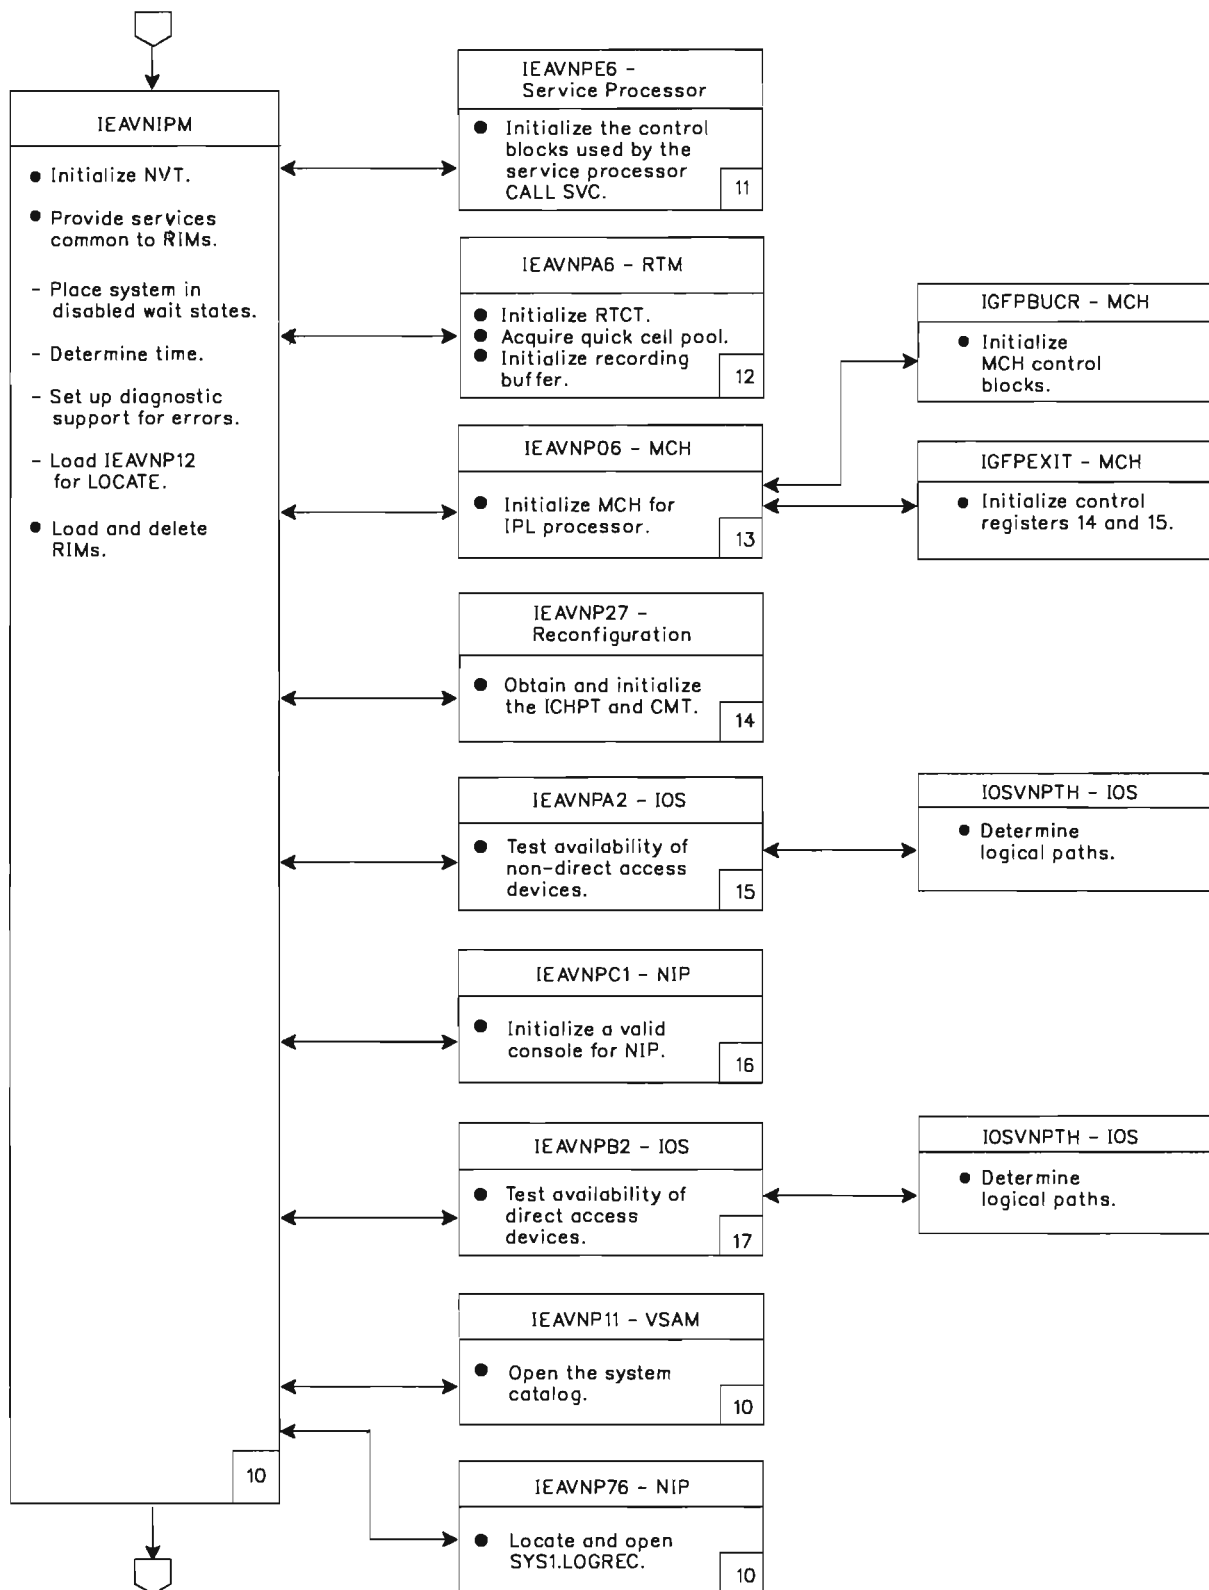 IEAVNIPM
● Initialize NVT.
● Provide services
common to RIMs.
- Place system in
disabled wait states.
- Determine time.
- Set up diagnostic
support for errors.
- Load IEAVNP12
for LOCATE.
● Load and delete
RIMs.
10
IEAVNPE6 -
Service Processor
● Initialize the control
blocks used by the
service processor
CALL SVC.
11
IEAVNPA6 - RTM
● Initialize RTCT.
● Acquire quick cell pool.
● Initialize recording
buffer.
12
IEAVNP06 - MCH
● Initialize MCH for
IPL processor.
13
IGFPBUCR - MCH
● Initialize
MCH control
blocks.
IGFPEXIT - MCH
● Initialize control
registers 14 and 15.
IEAVNP27 -
Reconfiguration
● Obtain and initialize
the ICHPT and CMT.
14
IEAVNPA2 - IOS
● Test availability of
non-direct access
devices.
15
IOSVNPTH - IOS
● Determine
logical paths.
IEAVNPC1 - NIP
● Initialize a valid
console for NIP.
16
IEAVNPB2 - IOS
● Test availability of
direct access
devices.
17
IOSVNPTH - IOS
● Determine
logical paths.
IEAVNP11 - VSAM
● Open the system
catalog.
10
IEAVNP76 - NIP
● Locate and open
SYS1.LOGREC.
10